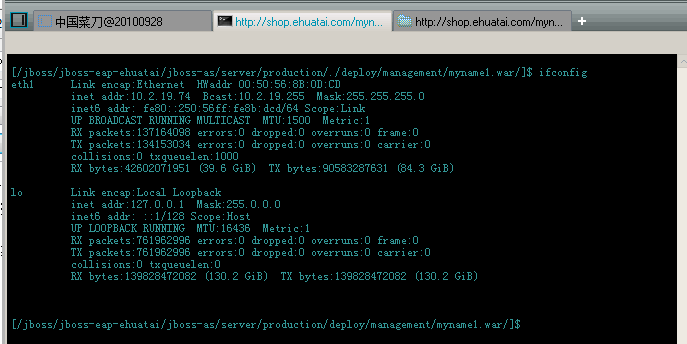 中国菜刀@20100928
http://shop.ehuatai.com/myn...
http://shop.ehuatai.com/myn...
[/jboss/jboss-eap-ehuatai/jboss-as/server/production/./deploy/management/myname1.war/]$ ifconfig
eth1 Link encap:Ethernet HWaddr 00:50:56:8B:0D:CD
inet addr:10.2.19.74 Bcast:10.2.19.255 Mask:255.255.255.0
inet6 addr: fe80::250:56ff:fe8b:dcd/64 Scope:Link
UP BROADCAST RUNNING MULTICAST MTU:1500 Metric:1
RX packets:137164098 errors:0 dropped:0 overruns:0 frame:0
TX packets:134153034 errors:0 dropped:0 overruns:0 carrier:0
collisions:0 txqueuelen:1000
RX bytes:42602071951 (39.6 GiB) TX bytes:90583287631 (84.3 GiB)
lo Link encap:Local Loopback
inet addr:127.0.0.1 Mask:255.0.0.0
inet6 addr: ::1/128 Scope:Host
UP LOOPBACK RUNNING MTU:16436 Metric:1
RX packets:761962996 errors:0 dropped:0 overruns:0 frame:0
TX packets:761962996 errors:0 dropped:0 overruns:0 carrier:0
collisions:0 txqueuelen:0
RX bytes:139828472082 (130.2 GiB) TX bytes:139828472082 (130.2 GiB)
[/jboss/jboss-eap-ehuatai/jboss-as/server/production/deploy/management/myname1.war/]$